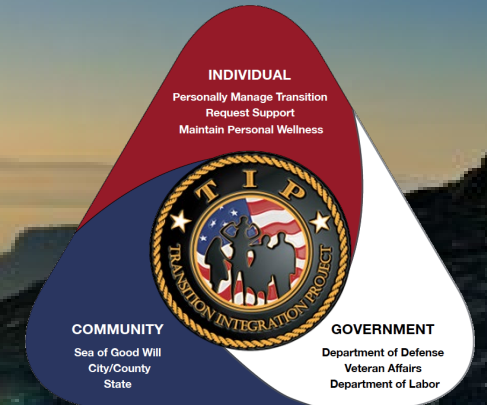 INDIVIDUAL
Personally Manage Transition
Request Support
Maintain Personal Wellness
TIP
TRANSITION INTEGRATION PROJECT
COMMUNITY
Sea of Good Will
City/County
State
GOVERNMENT
Department of Defense
Veteran Affairs
Department of Labor